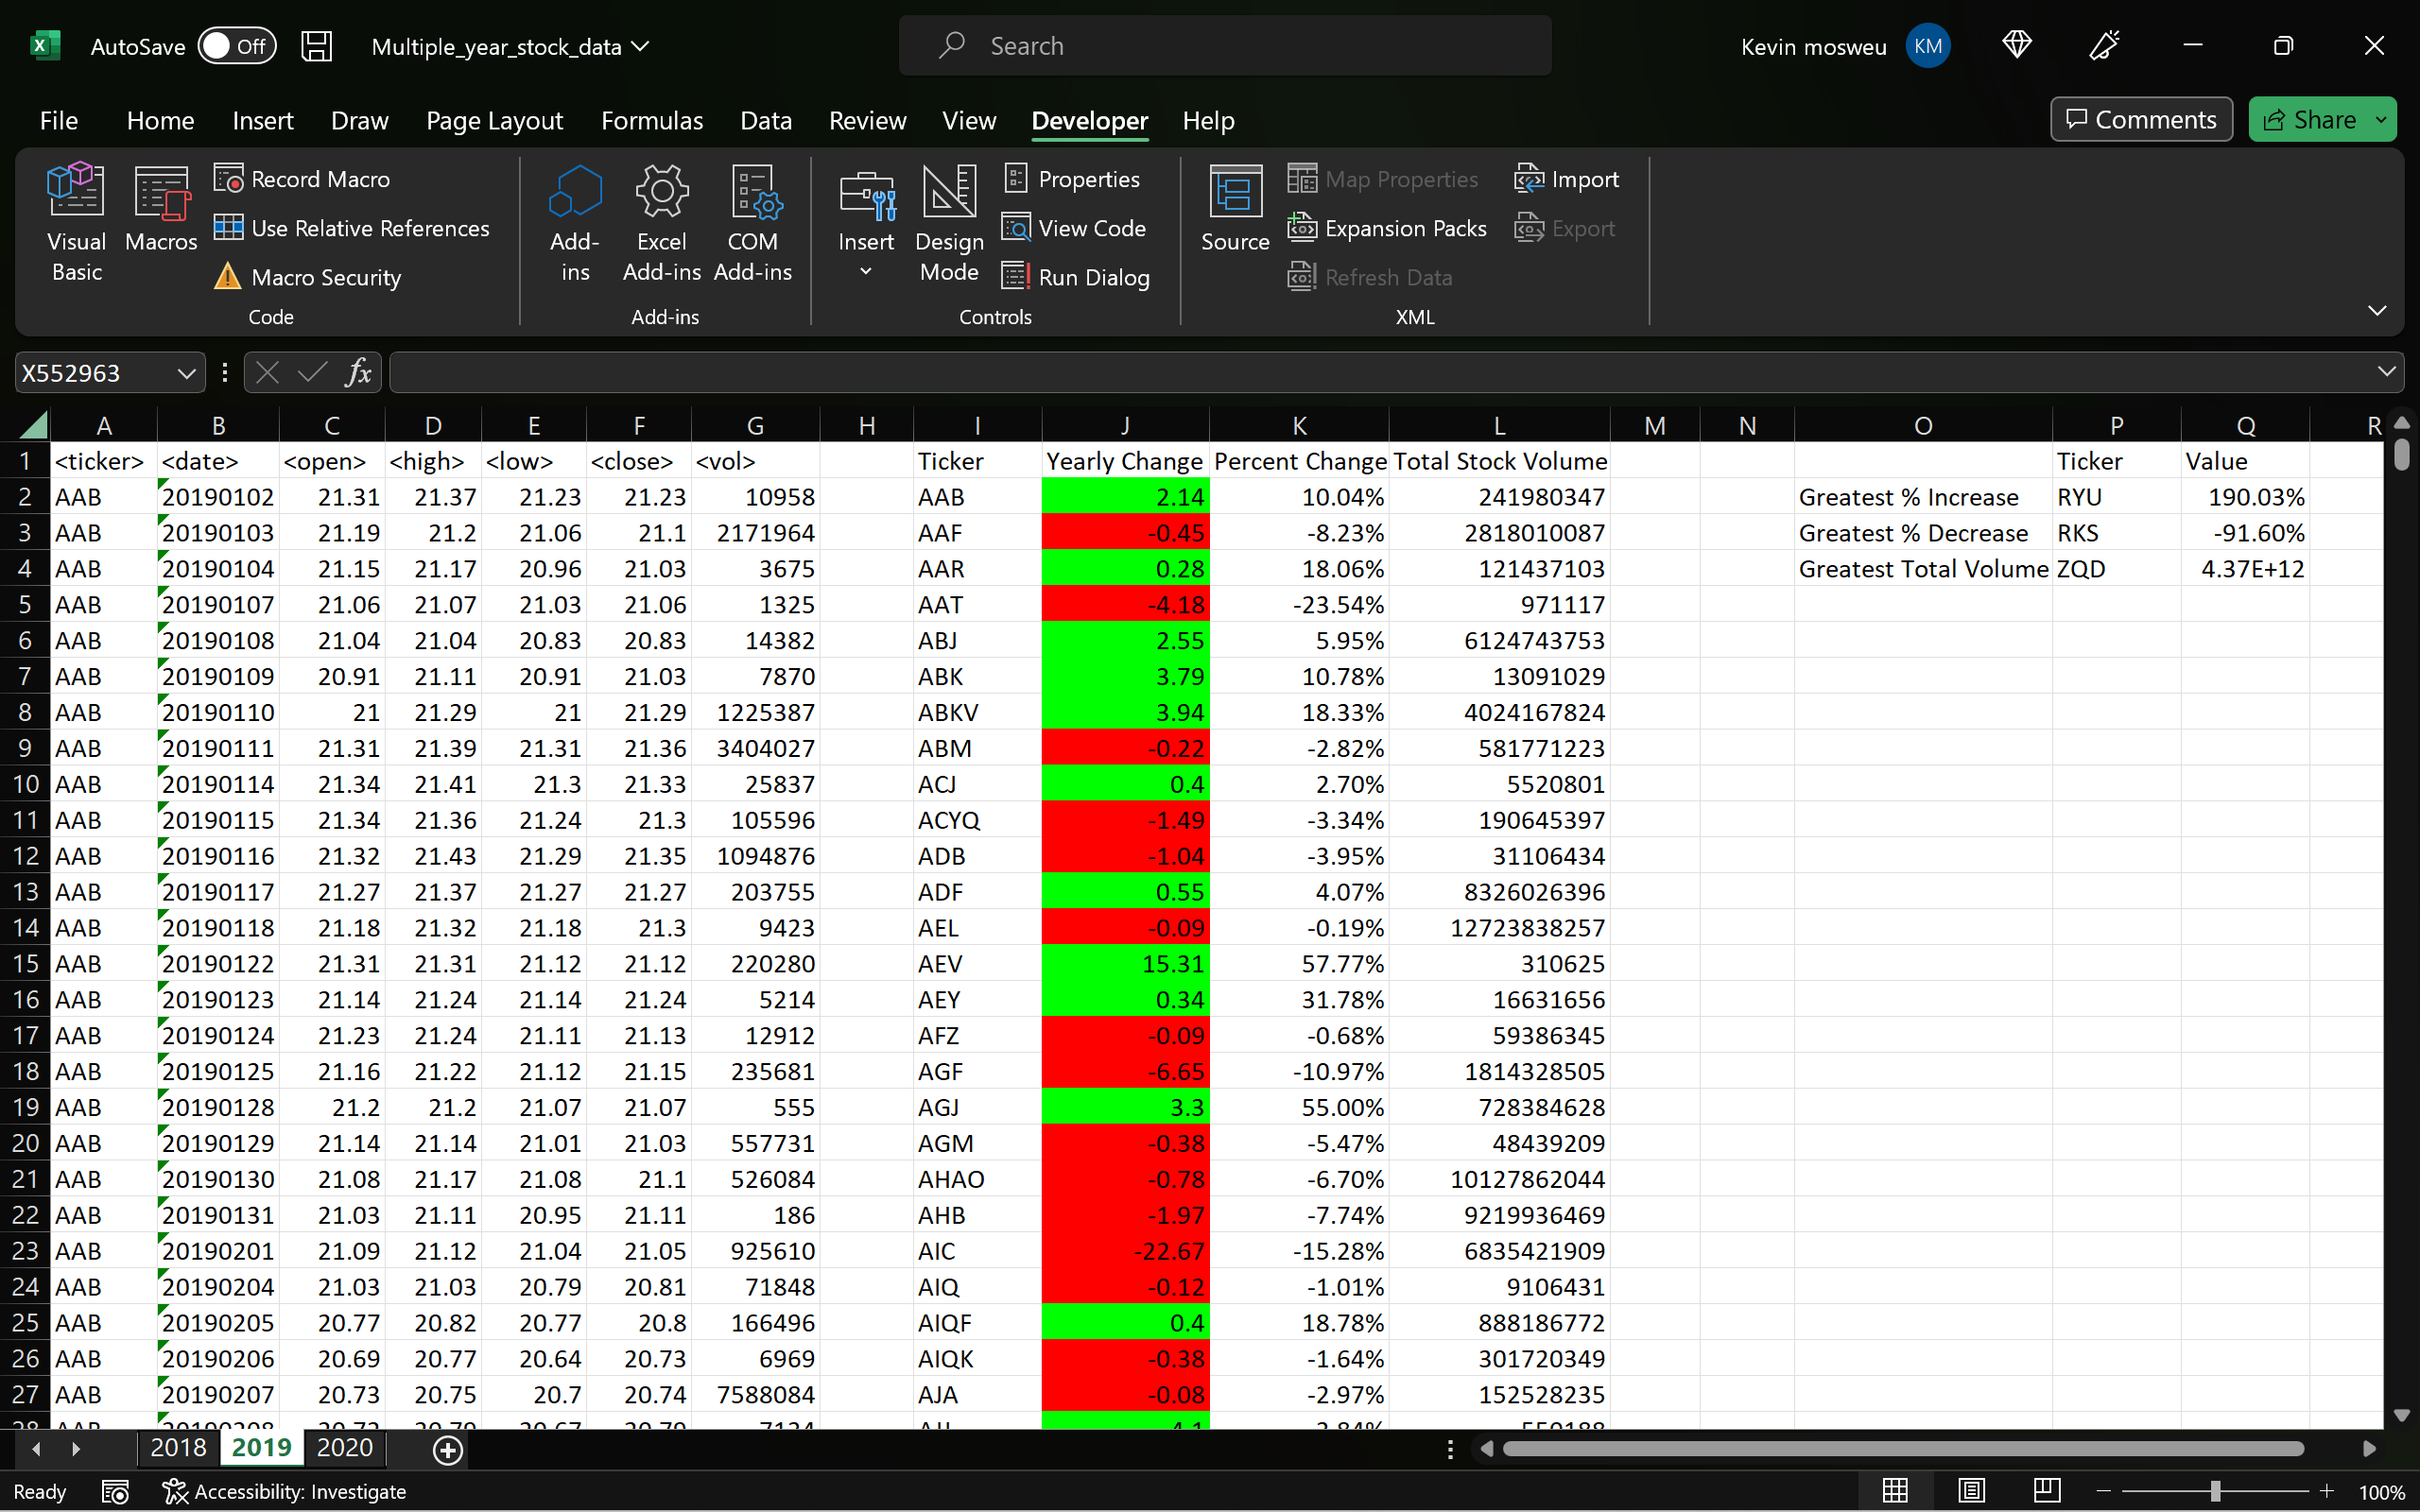 AutoSave Off Multiple_year_stock_data Search Kevin mosweu KM
File Home Insert Draw Page Layout Formulas Data Review View Developer Help Comments Share
Visual Basic Macros Record Macro Use Relative References Macro Security
Code
Add-ins Excel Add-ins COM Add-ins
Add-ins
Insert Design Mode Properties View Code Run Dialog
Controls
Source Map Properties Expansion Packs Refresh Data Import Export
XML
X552963 fx
A B C D E F G H I J K L M N O P Q R
1 <ticker> <date> <open> <high> <low> <close> <vol> Ticker Yearly Change Percent Change Total Stock Volume Ticker Value
2 AAB 20190102 21.31 21.37 21.23 21.23 10958 AAB 2.14 10.04% 241980347 Greatest % Increase RYU 190.03%
3 AAB 20190103 21.19 21.2 21.06 21.1 2171964 AAF -0.45 -8.23% 2818010087 Greatest % Decrease RKS -91.60%
4 AAB 20190104 21.15 21.17 20.96 21.03 3675 AAR 0.28 18.06% 121437103 Greatest Total Volume ZQD 4.37E+12
5 AAB 20190107 21.06 21.07 21.03 21.06 1325 AAT -4.18 -23.54% 971117
6 AAB 20190108 21.04 21.04 20.83 20.83 14382 ABJ 2.55 5.95% 6124743753
7 AAB 20190109 20.91 21.11 20.91 21.03 7870 ABK 3.79 10.78% 13091029
8 AAB 20190110 21 21.29 21 21.29 1225387 ABKV 3.94 18.33% 4024167824
9 AAB 20190111 21.31 21.39 21.31 21.36 3404027 ABM -0.22 -2.82% 581771223
10 AAB 20190114 21.34 21.41 21.3 21.33 25837 ACJ 0.4 2.70% 5520801
11 AAB 20190115 21.34 21.36 21.24 21.3 105596 ACYQ -1.49 -3.34% 190645397
12 AAB 20190116 21.32 21.43 21.29 21.35 1094876 ADB -1.04 -3.95% 31106434
13 AAB 20190117 21.27 21.37 21.27 21.27 203755 ADF 0.55 4.07% 8326026396
14 AAB 20190118 21.18 21.32 21.18 21.3 9423 AEL -0.09 -0.19% 12723838257
15 AAB 20190122 21.31 21.31 21.12 21.12 220280 AEV 15.31 57.77% 310625
16 AAB 20190123 21.14 21.24 21.14 21.24 5214 AEY 0.34 31.78% 16631656
17 AAB 20190124 21.23 21.24 21.11 21.13 12912 AFZ -0.09 -0.68% 59386345
18 AAB 20190125 21.16 21.22 21.12 21.15 235681 AGF -6.65 -10.97% 1814328505
19 AAB 20190128 21.2 21.2 21.07 21.07 555 AGJ 3.3 55.00% 728384628
20 AAB 20190129 21.14 21.14 21.01 21.03 557731 AGM -0.38 -5.47% 48439209
21 AAB 20190130 21.08 21.17 21.08 21.1 526084 AHAO -0.78 -6.70% 10127862044
22 AAB 20190131 21.03 21.11 20.95 21.11 186 AHB -1.97 -7.74% 9219936469
23 AAB 20190201 21.09 21.12 21.04 21.05 925610 AIC -22.67 -15.28% 6835421909
24 AAB 20190204 21.03 21.03 20.79 20.81 71848 AIQ -0.12 -1.01% 9106431
25 AAB 20190205 20.77 20.82 20.77 20.8 166496 AIQF 0.4 18.78% 888186772
26 AAB 20190206 20.69 20.77 20.64 20.73 6969 AIQK -0.38 -1.64% 301720349
27 AAB 20190207 20.73 20.75 20.7 20.74 7588084 AJA -0.08 -2.97% 152528235
2018 2019 2020
Ready Accessibility: Investigate 100%